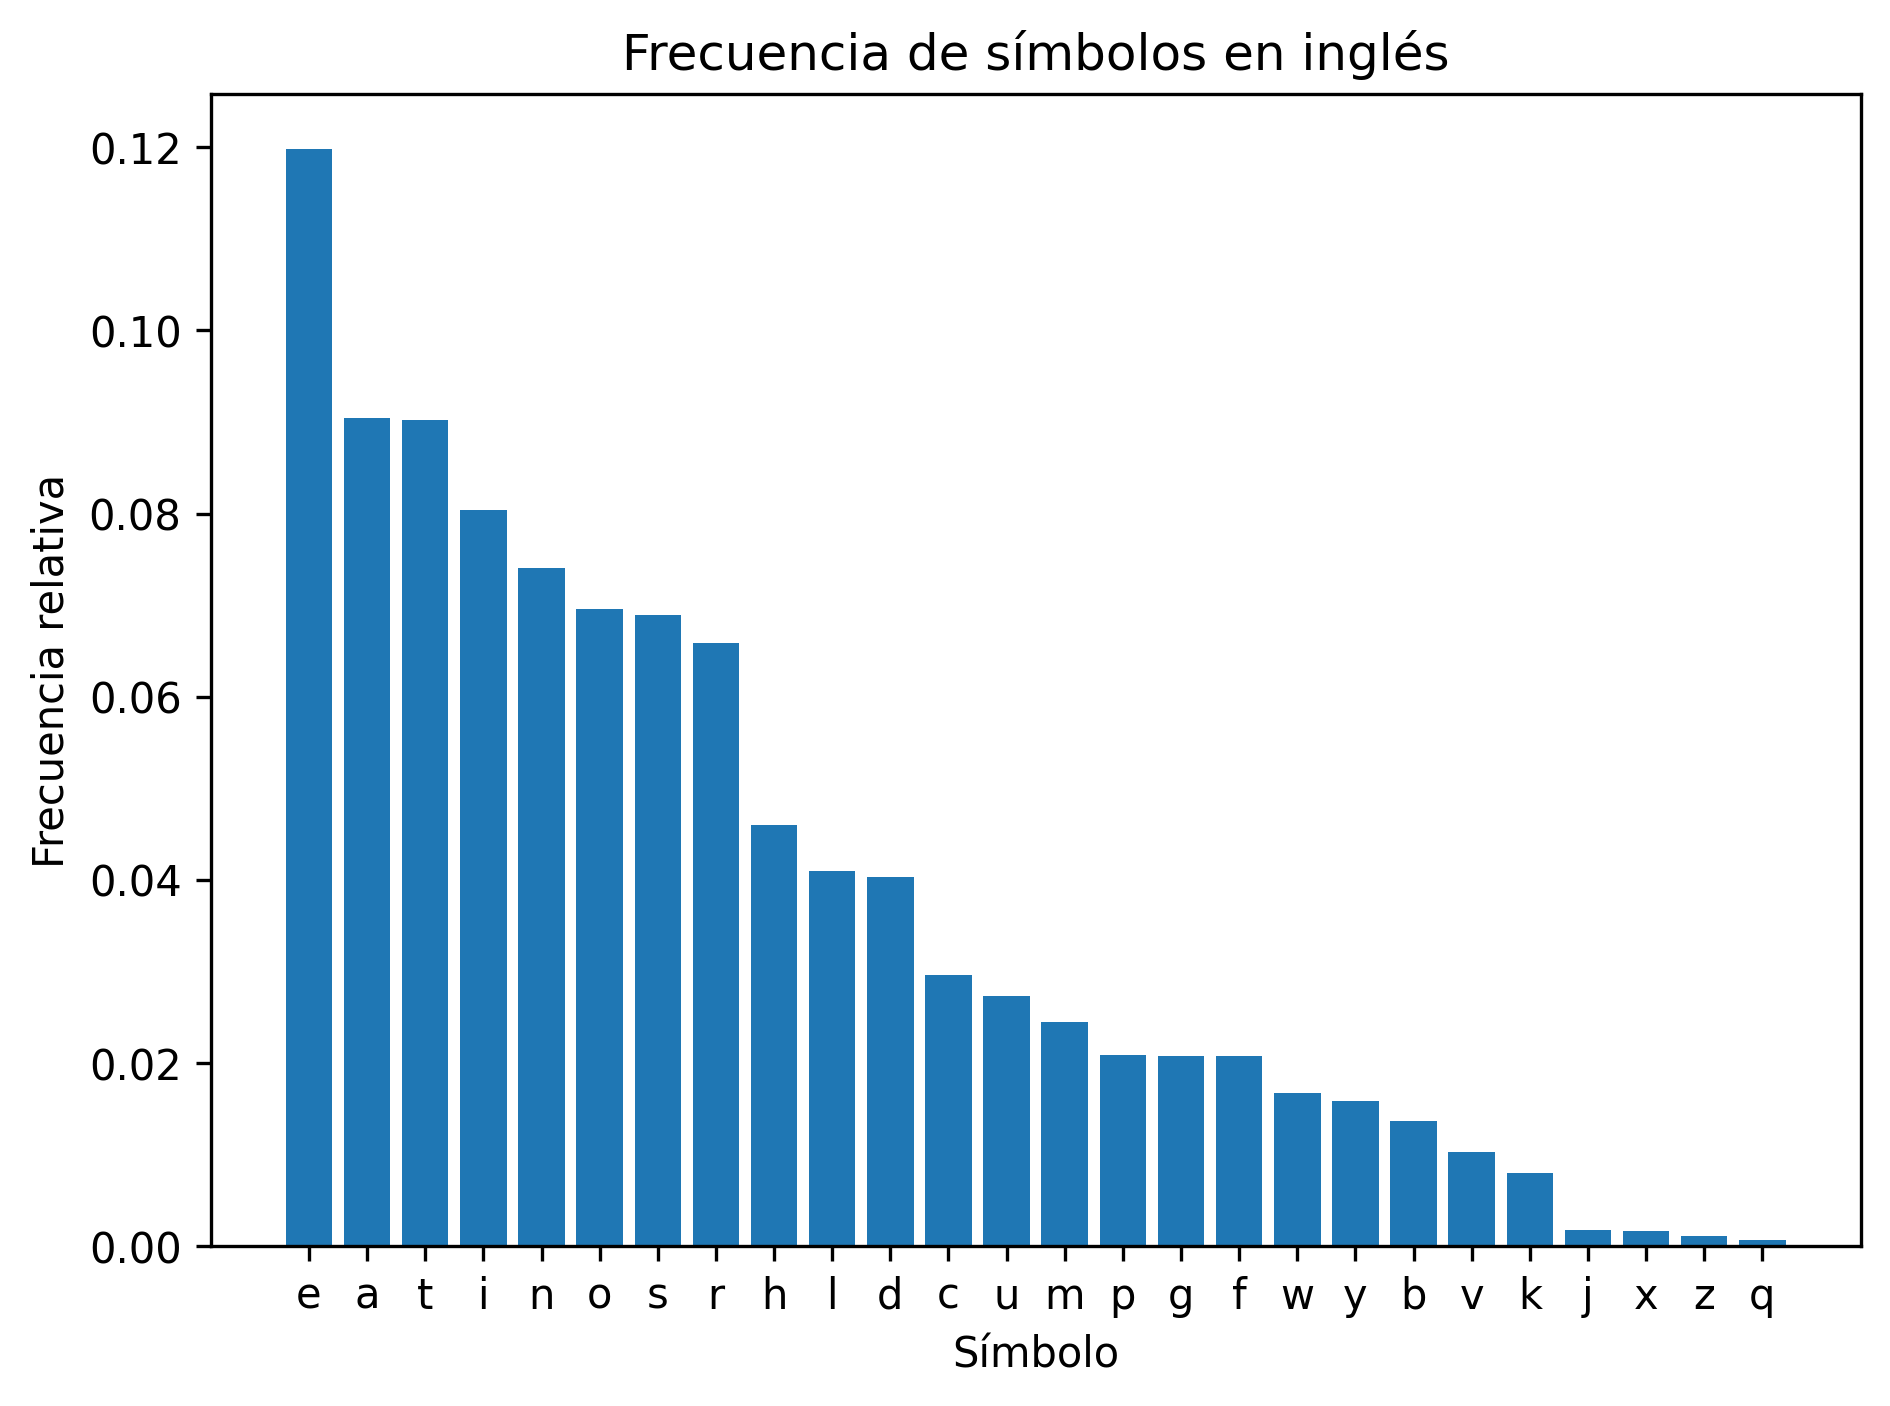 Frecuencia de símbolos en inglés
0.12
0.10
0.08
0.06
0.04
0.02
0.00
Frecuencia relativa
e a t i n o s r h l d c u m p g f w y b v k j x z q
Símbolo